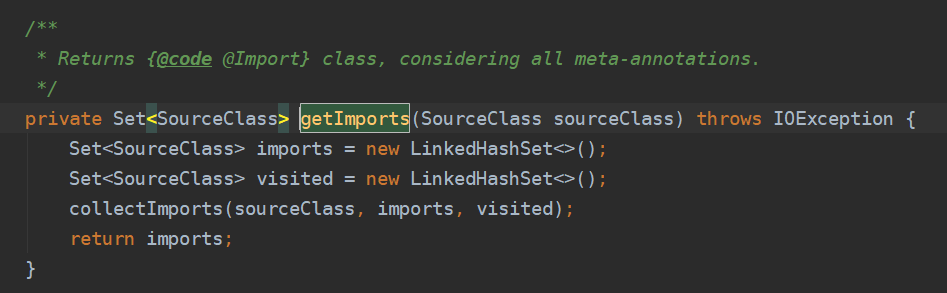 /**
 * Returns {@code @Import} class, considering all meta-annotations.
 */
private Set<SourceClass> getImports(SourceClass sourceClass) throws IOException {
    Set<SourceClass> imports = new LinkedHashSet<>();
    Set<SourceClass> visited = new LinkedHashSet<>();
    collectImports(sourceClass, imports, visited);
    return imports;
}